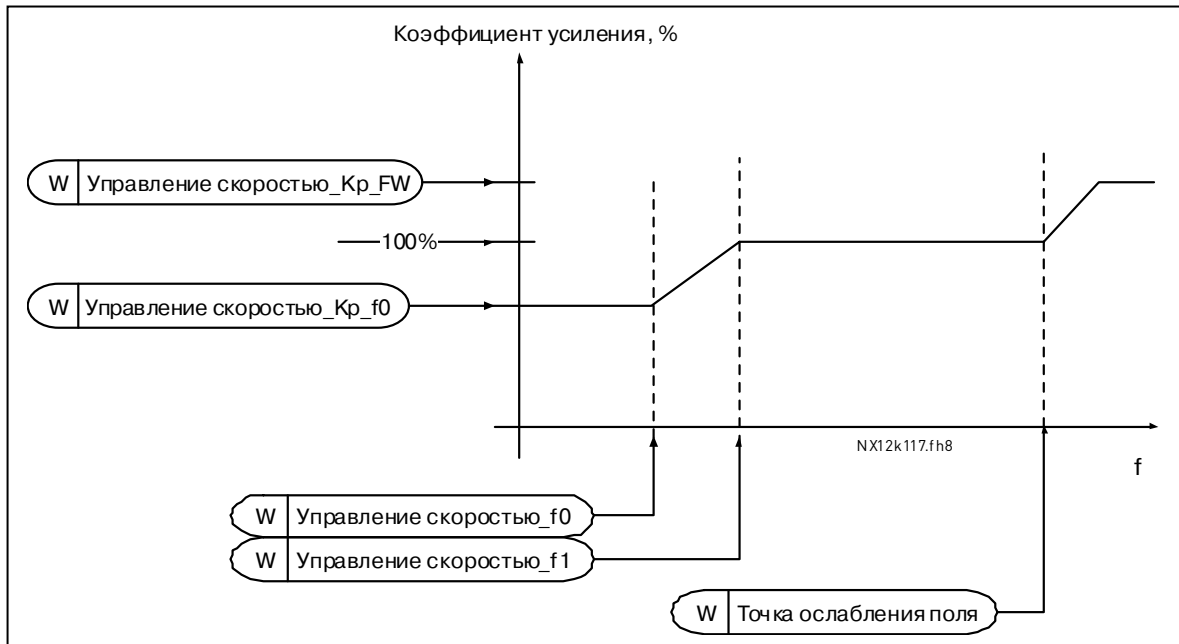 Коэффициент усиления, %
W Управление скоростью_Kp_FW
100%
W Управление скоростью_Kp_f0
NX12k117.fh8
f
W Управление скоростью_f0
W Управление скоростью_f1
W Точка ослабления поля